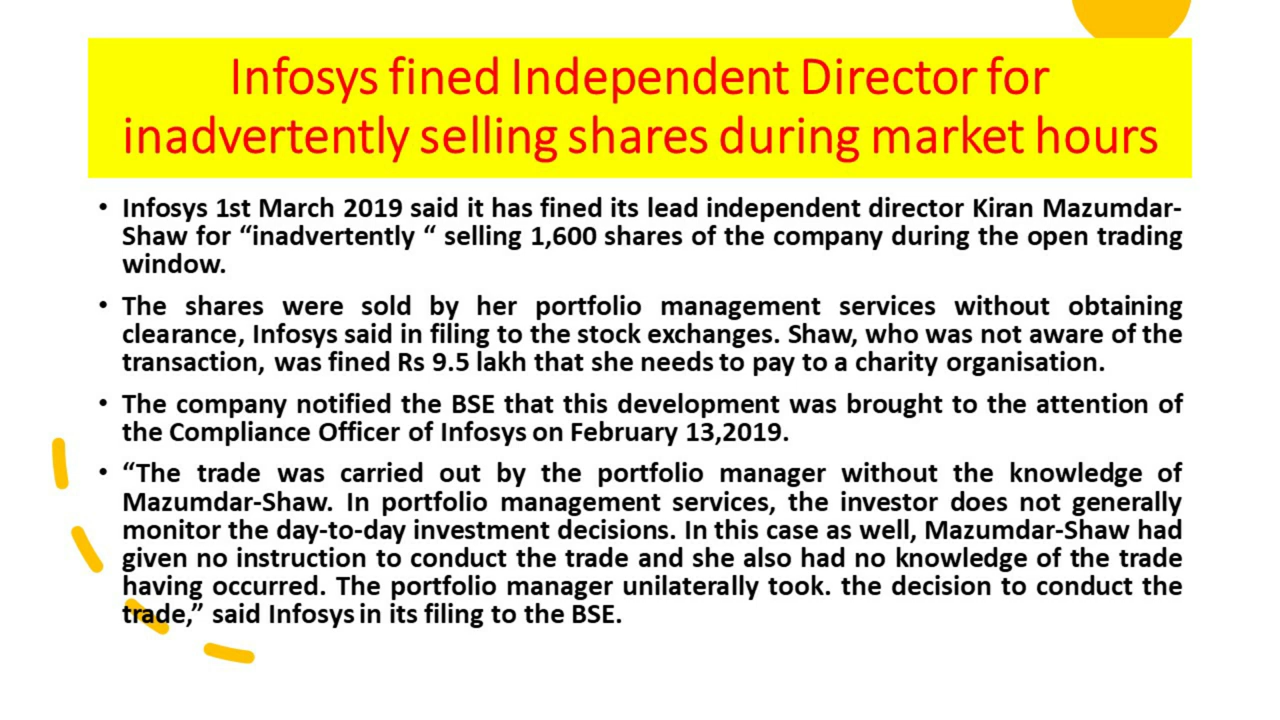 Infosys fined Independent Director for
inadvertently selling shares during market hours
• Infosys 1st March 2019 said it has fined its lead independent director Kiran Mazumdar-
Shaw for “inadvertently “ selling 1,600 shares of the company during the open trading
window.
• The shares were sold by her portfolio management services without obtaining
clearance, Infosys said in filing to the stock exchanges. Shaw, who was not aware of the
transaction, was fined Rs 9.5 lakh that she needs to pay to a charity organisation.
• The company notified the BSE that this development was brought to the attention of
the Compliance Officer of Infosys on February 13,2019.
• “The trade was carried out by the portfolio manager without the knowledge of
Mazumdar-Shaw. In portfolio management services, the investor does not generally
monitor the day-to-day investment decisions. In this case as well, Mazumdar-Shaw had
given no instruction to conduct the trade and she also had no knowledge of the trade
having occurred. The portfolio manager unilaterally took. the decision to conduct the
trade,” said Infosys in its filing to the BSE.